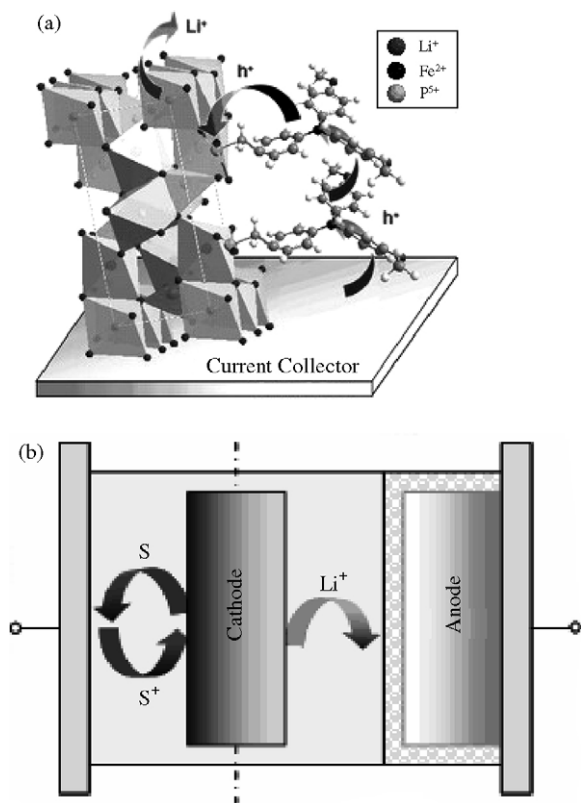 (a)
Li⁺
h⁺
Li⁺
Fe²⁺
P⁵⁺
h⁺
Current Collector
(b)
S
Cathode
Li⁺
Anode
S⁺